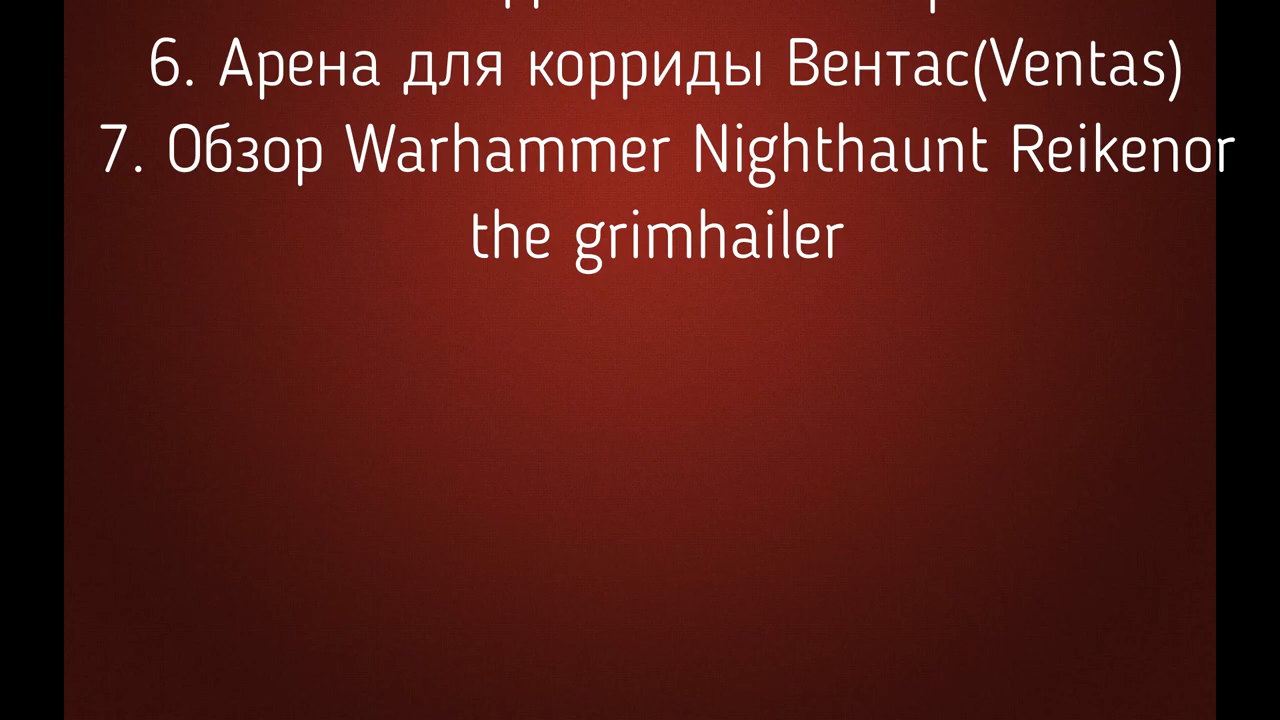 6. Арена для корриды Вентас(Ventas)
7. Обзор Warhammer Nighthaunt Reikenor
the grimhailer